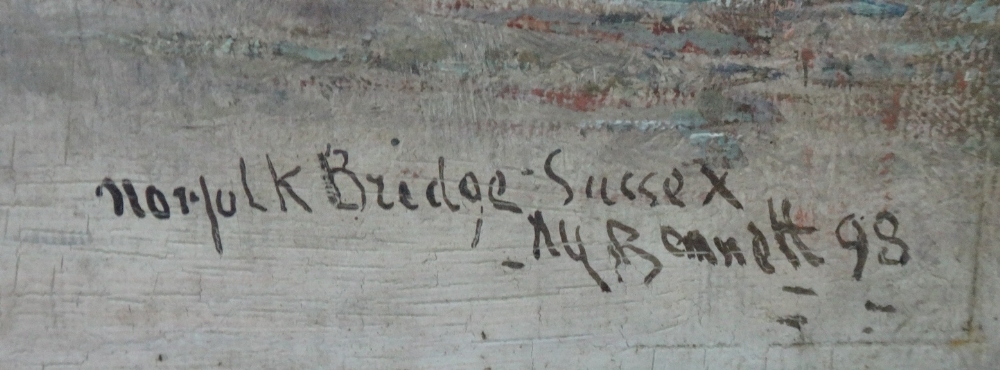 Norfolk Bridge-Sussex
Bennett 98